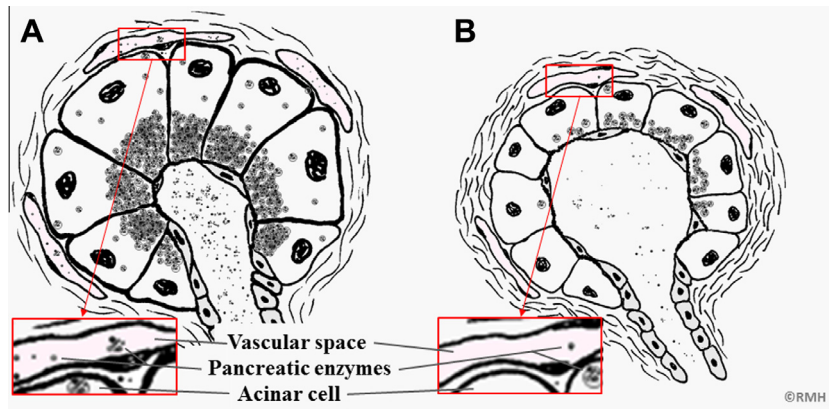 A
B
Vascular space
Pancreatic enzymes
Acinar cell
©RMH